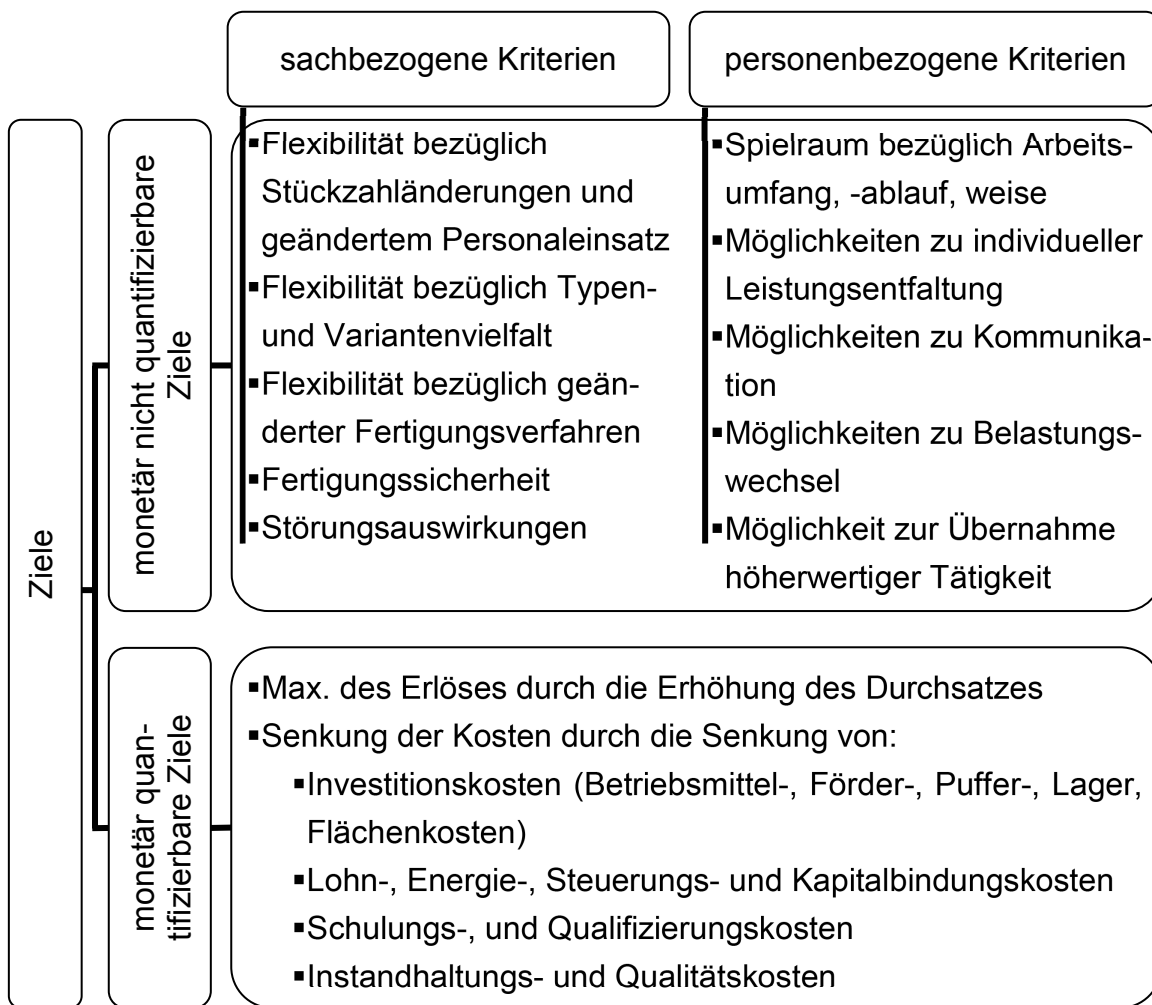 sachbezogene Kriterien
personenbezogene Kriterien
Ziele
monetär nicht quantifizierbare
Ziele
▪Flexibilität bezüglich
Stückzahländerungen und
geändertem Personaleinsatz
▪Flexibilität bezüglich Typen-
und Variantenvielfalt
▪Flexibilität bezüglich geän-
derter Fertigungsverfahren
▪Fertigungssicherheit
▪Störungsauswirkungen
▪Spielraum bezüglich Arbeits-
umfang, -ablauf, weise
▪Möglichkeiten zu individueller
Leistungsentfaltung
▪Möglichkeiten zu Kommunika-
tion
▪Möglichkeiten zu Belastungs-
wechsel
▪Möglichkeit zur Übernahme
höherwertiger Tätigkeit
monetär quan-
tifizierbare Ziele
▪Max. des Erlöses durch die Erhöhung des Durchsatzes
▪Senkung der Kosten durch die Senkung von:
▪Investitionskosten (Betriebsmittel-, Förder-, Puffer-, Lager,
Flächenkosten)
▪Lohn-, Energie-, Steuerungs- und Kapitalbindungskosten
▪Schulungs-, und Qualifizierungskosten
▪Instandhaltungs- und Qualitätskosten